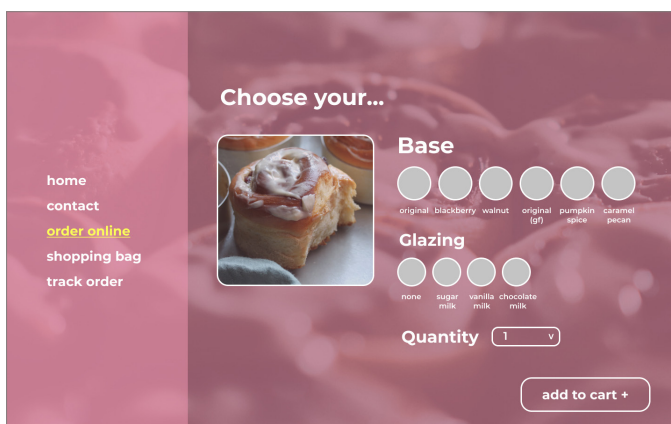 home
contact
order online
shopping bag
track order
Choose your...
Base
original blackberry walnut original (gf) pumpkin spice caramel pecan
Glazing
none sugar milk vanilla milk chocolate milk
Quantity 1 v
add to cart +